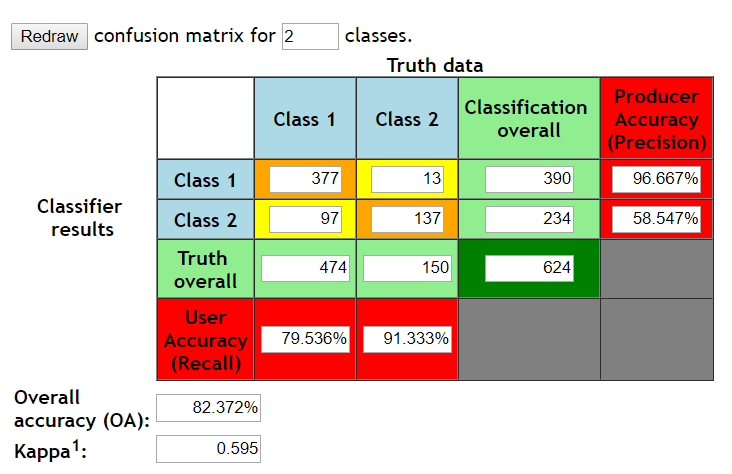 Redraw confusion matrix for 2 classes.
Truth data
Class 1 Class 2 Classification overall Producer Accuracy (Precision)
Classifier results
Class 1 377 13 390 96.667%
Class 2 97 137 234 58.547%
Truth overall 474 150 624
User Accuracy (Recall) 79.536% 91.333%
Overall accuracy (OA): 82.372%
Kappa1: 0.595